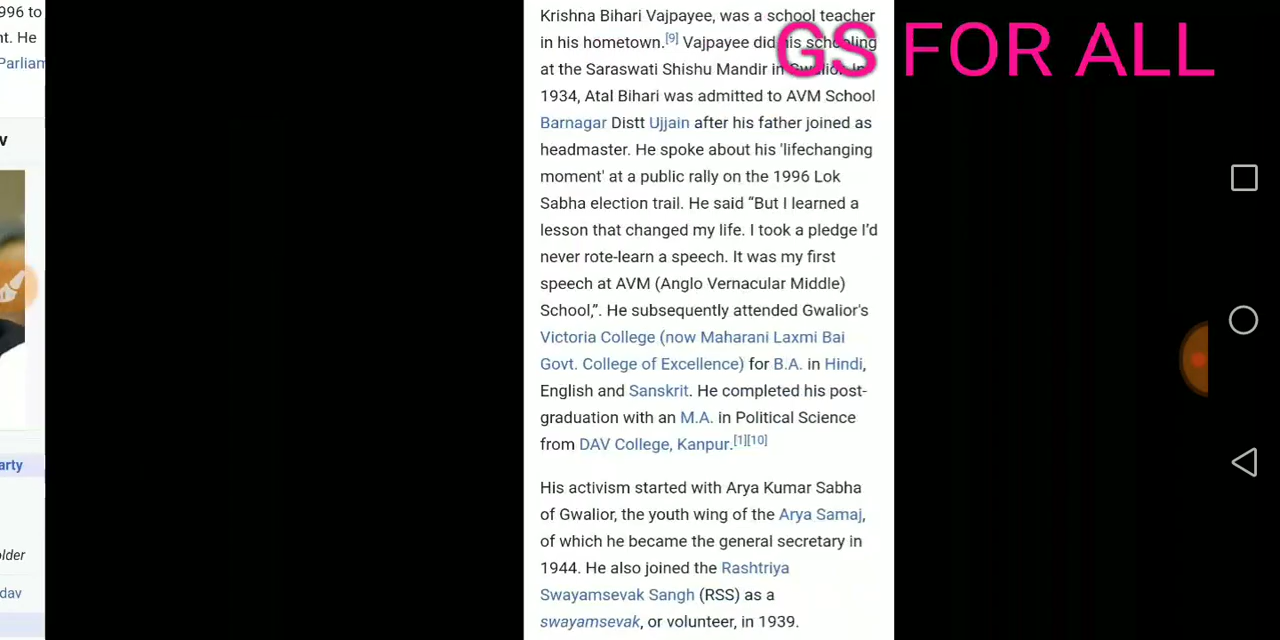 996 to
nt. He
Parliam
v
arty
older
dav
Krishna Bihari Vajpayee, was a school teacher
in his hometown.[9] Vajpayee did his schooling
at the Saraswati Shishu Mandir in Gwalior. In
1934, Atal Bihari was admitted to AVM School
Barnagar Distt Ujjain after his father joined as
headmaster. He spoke about his 'lifechanging
moment' at a public rally on the 1996 Lok
Sabha election trail. He said “But I learned a
lesson that changed my life. I took a pledge I’d
never rote-learn a speech. It was my first
speech at AVM (Anglo Vernacular Middle)
School,”. He subsequently attended Gwalior's
Victoria College (now Maharani Laxmi Bai
Govt. College of Excellence) for B.A. in Hindi,
English and Sanskrit. He completed his post-
graduation with an M.A. in Political Science
from DAV College, Kanpur.[1][10]
His activism started with Arya Kumar Sabha
of Gwalior, the youth wing of the Arya Samaj,
of which he became the general secretary in
1944. He also joined the Rashtriya
Swayamsevak Sangh (RSS) as a
swayamsevak, or volunteer, in 1939.
GS FOR ALL